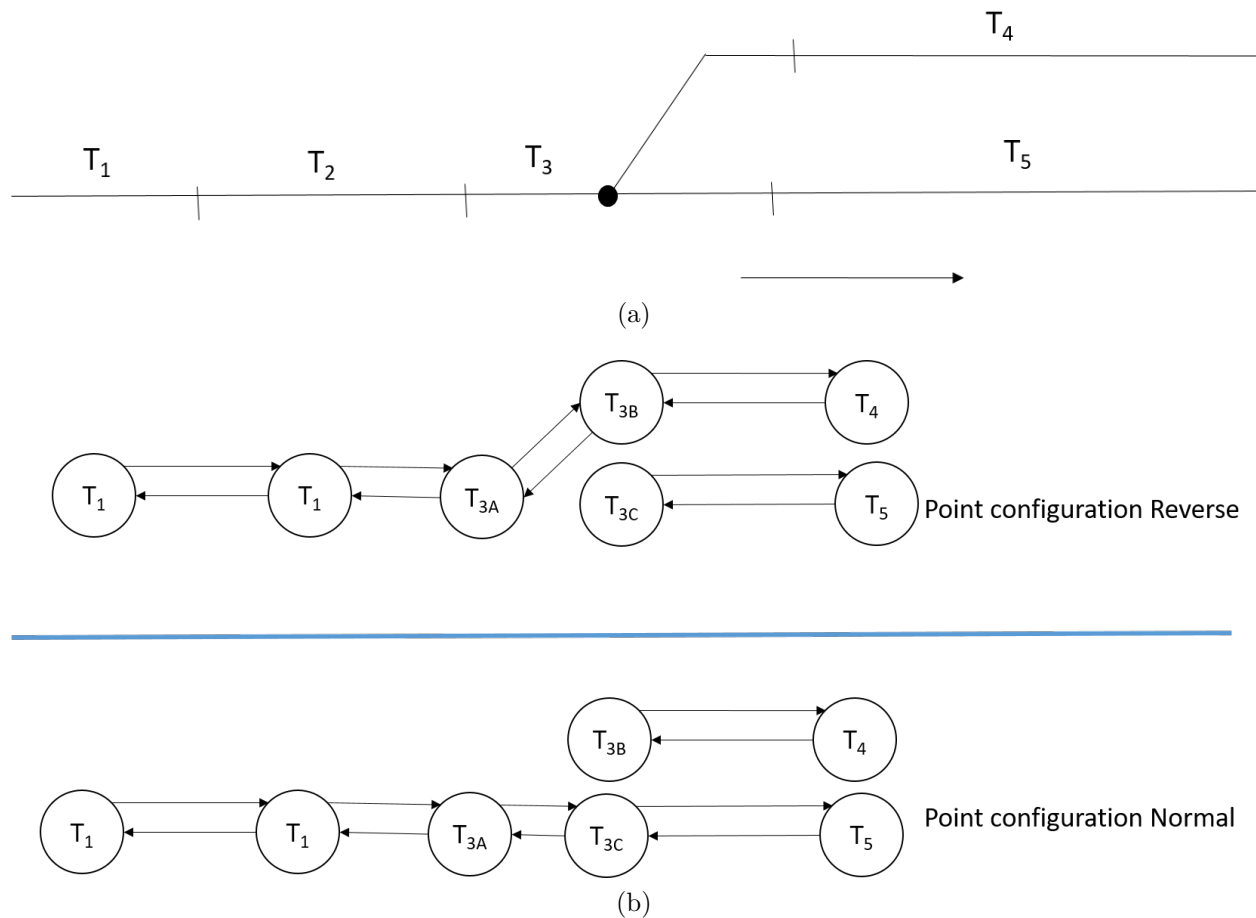 T₄
T₁ T₂ T₃ T₅
(a)
T₃B T₄
T₁ T₁ T₃A T₃C T₅ Point configuration Reverse
T₃B T₄
T₁ T₁ T₃A T₃C T₅ Point configuration Normal
(b)